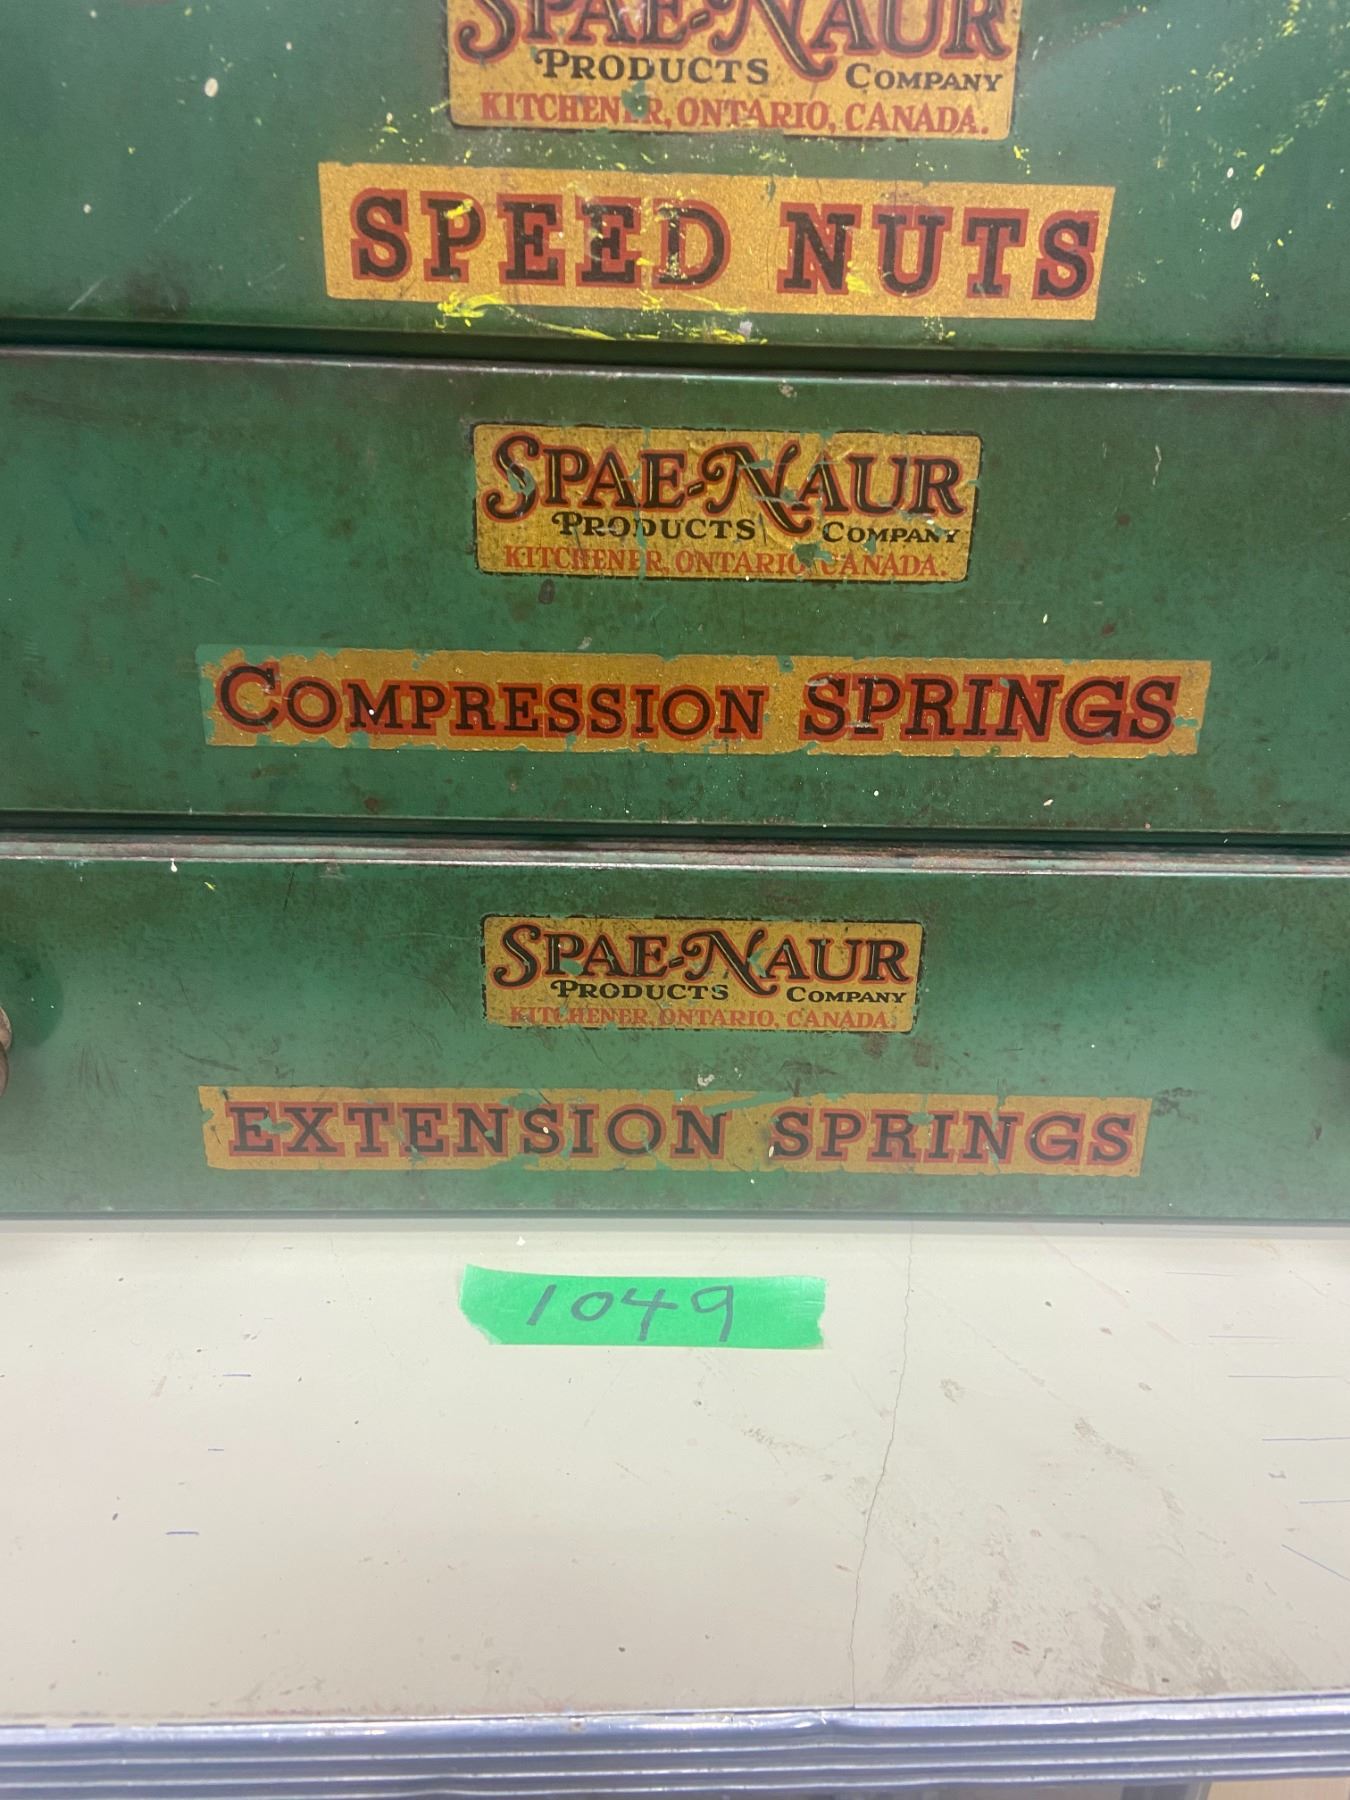 SPAE-NAUR
PRODUCTS COMPANY
KITCHENER, ONTARIO, CANADA.
SPEED NUTS
SPAE-NAUR
PRODUCTS COMPANY
KITCHENER, ONTARIO, CANADA.
COMPRESSION SPRINGS
SPAE-NAUR
PRODUCTS COMPANY
KITCHENER, ONTARIO, CANADA.
EXTENSION SPRINGS
1049